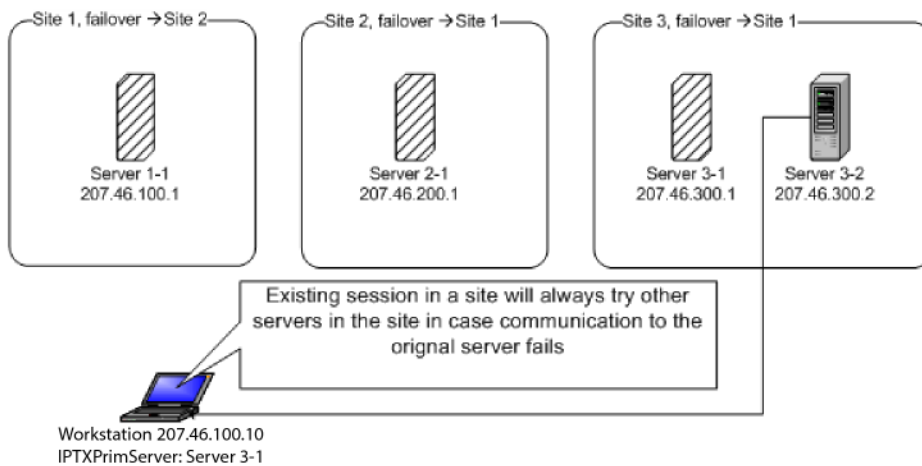 Site 1, failover → Site 2
Site 2, failover → Site 1
Site 3, failover → Site 1
Server 1-1
207.46.100.1
Server 2-1
207.46.200.1
Server 3-1
207.46.300.1
Server 3-2
207.46.300.2
Existing session in a site will always try other
servers in the site in case communication to the
orignal server fails
Workstation 207.46.100.10
IPTXPrimServer: Server 3-1